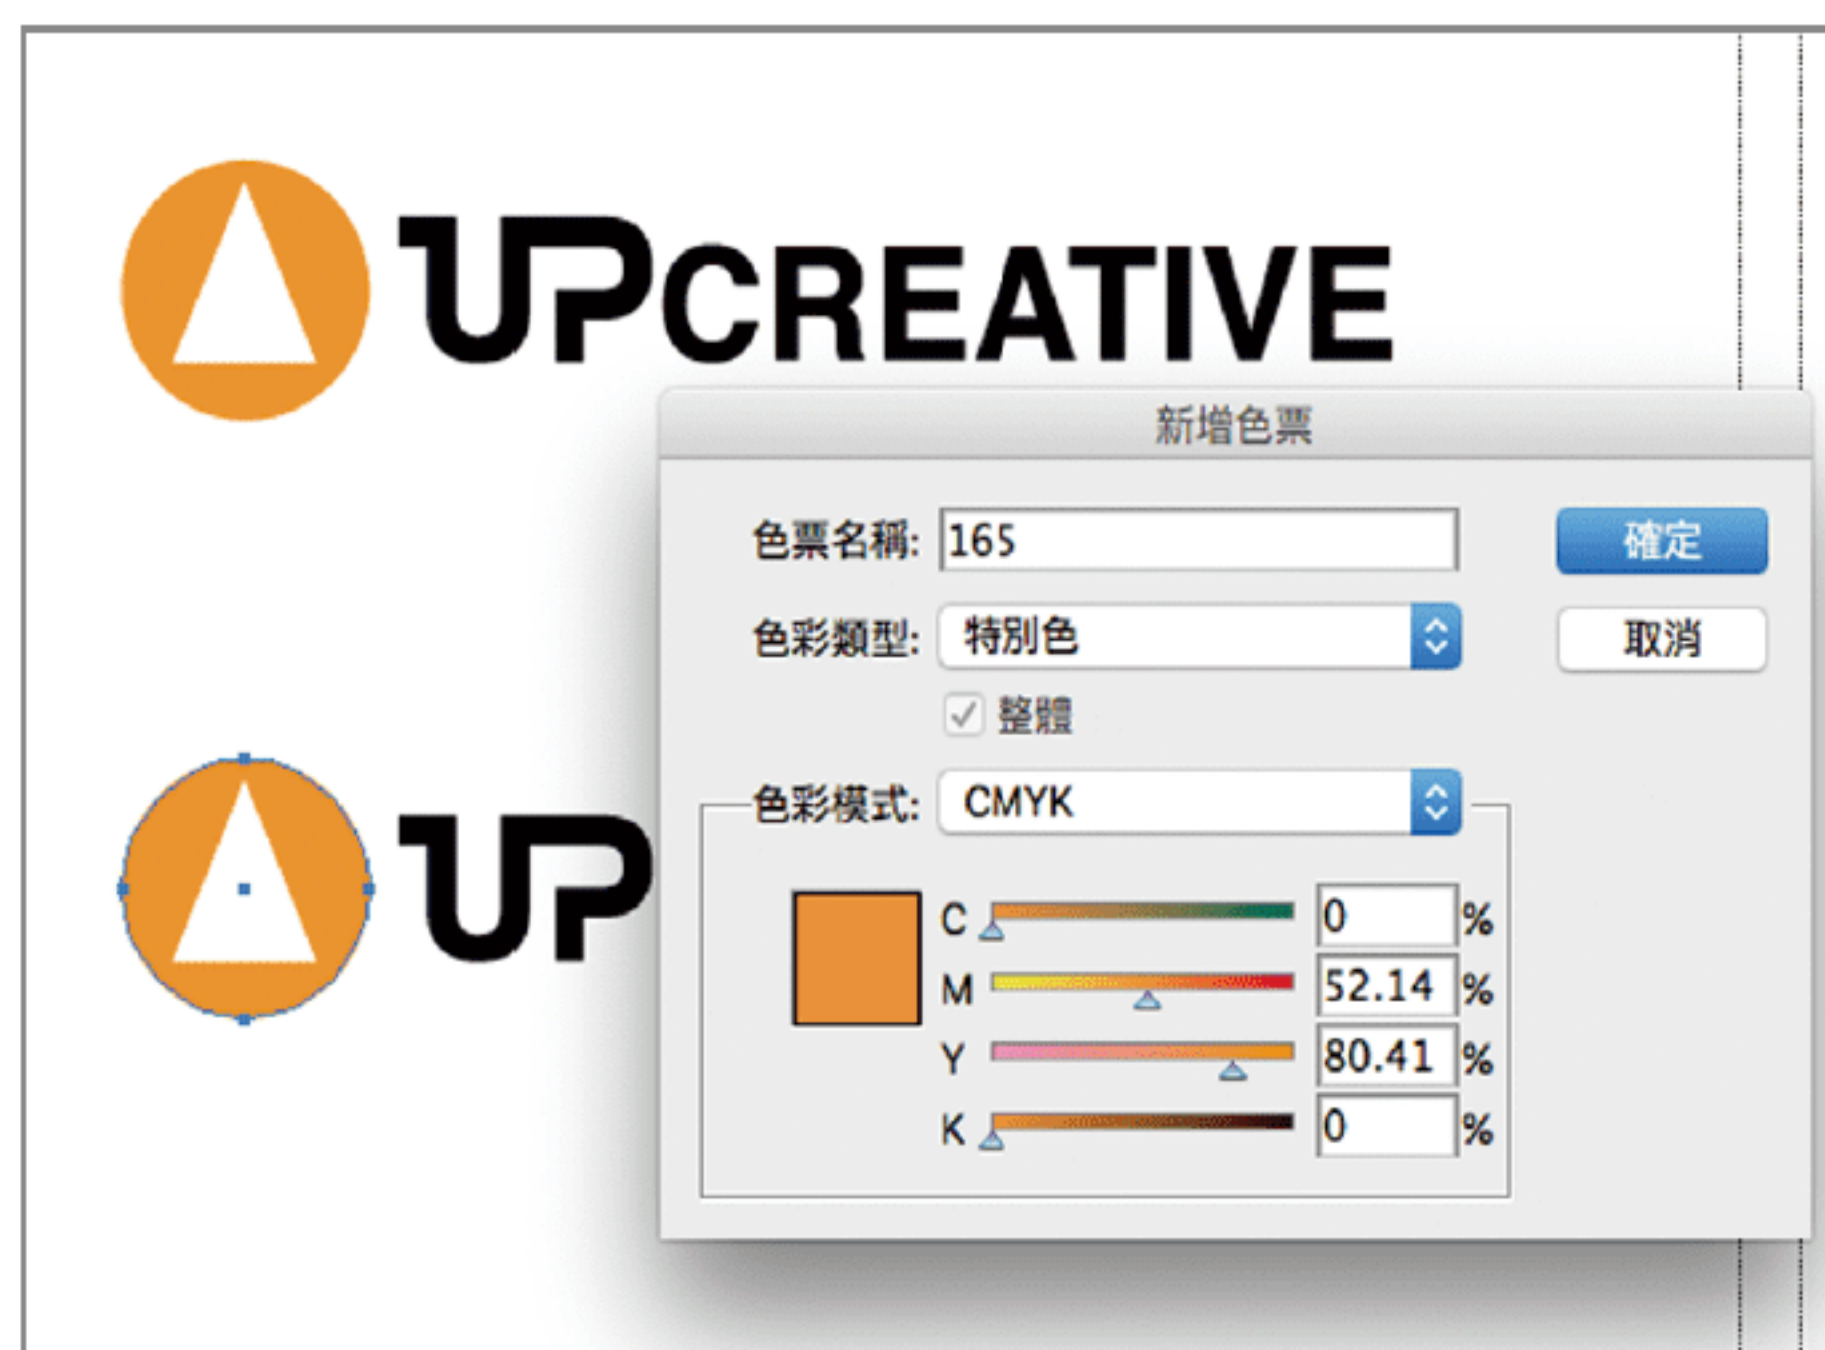 UPCREATIVE
新增色票
色票名稱: 165
確定
色彩類型: 特別色
取消
整體
色彩模式: CMYK
UP
C 0 %
M 52.14 %
Y 80.41 %
K 0 %